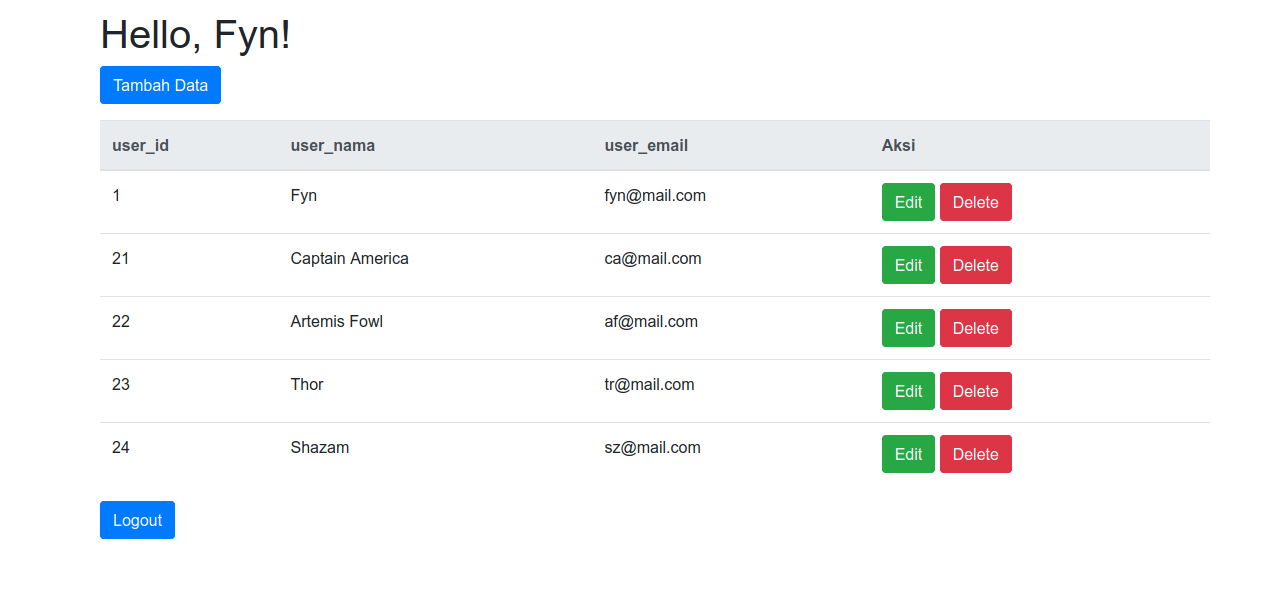 Hello, Fyn!
Tambah Data
user_id user_nama user_email Aksi
1 Fyn fyn@mail.com Edit Delete
21 Captain America ca@mail.com Edit Delete
22 Artemis Fowl af@mail.com Edit Delete
23 Thor tr@mail.com Edit Delete
24 Shazam sz@mail.com Edit Delete
Logout